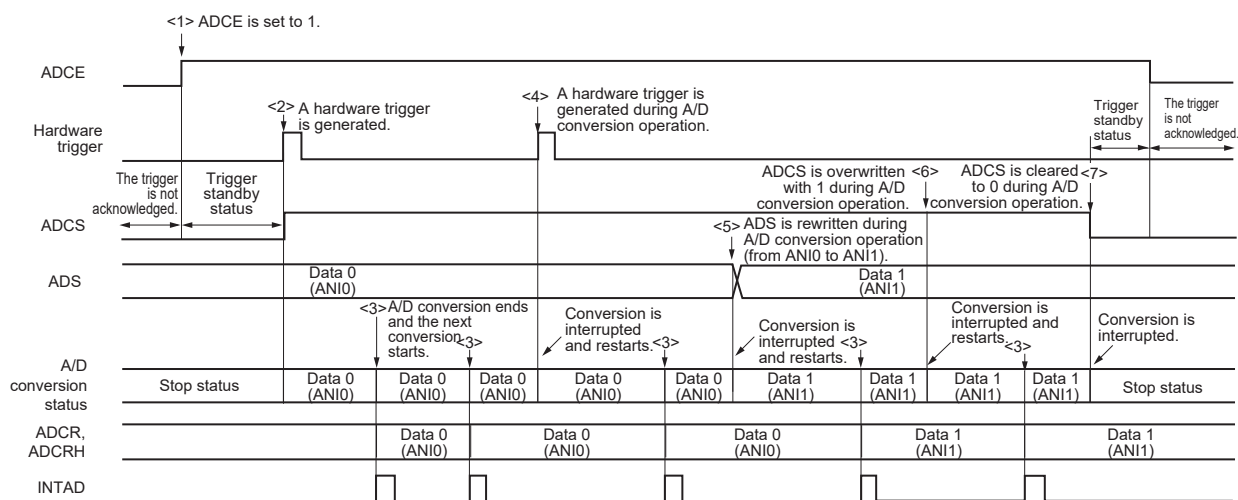 <1> ADCE is set to 1.
ADCE
<2> A hardware trigger
is generated.
<4> A hardware trigger is
generated during A/D
conversion operation.
Trigger
standby
status
The trigger
is not
acknowledged.
Hardware
trigger
The trigger
is not
acknowledged.
Trigger
standby
status
ADCS is overwritten <6>
with 1 during A/D
conversion operation.
ADCS is cleared <7>
to 0 during A/D
conversion operation.
ADCS
<5> ADS is rewritten during
A/D conversion operation
(from ANI0 to ANI1).
ADS
Data 0
(ANI0)
Data 1
(ANI1)
<3> A/D conversion ends
and the next
conversion
starts.
<3>
Conversion is
interrupted
and restarts.
<3>
Conversion is
interrupted
and restarts.
<3>
Conversion is
interrupted and
restarts.
<3>
Conversion is
interrupted.
A/D
conversion
status
Stop status
Data 0
(ANI0)
Data 0
(ANI0)
Data 0
(ANI0)
Data 0
(ANI0)
Data 0
(ANI0)
Data 1
(ANI1)
Data 1
(ANI1)
Data 1
(ANI1)
Data 1
(ANI1)
Stop status
ADCR,
ADCRH
Data 0
(ANI0)
Data 0
(ANI0)
Data 0
(ANI0)
Data 1
(ANI1)
Data 1
(ANI1)
INTAD